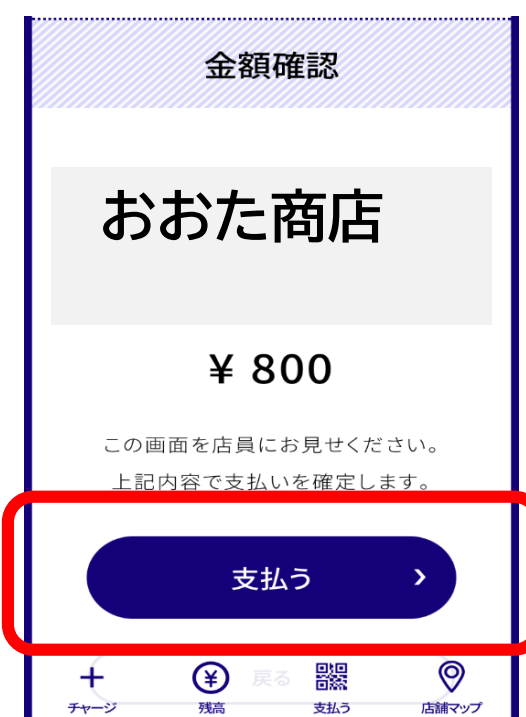 金額確認
おおた商店
¥ 800
この画面を店員にお見せください。
上記内容で支払いを確定します。
支払う
戻る
チャージ
残高
支払う
店舗マップ